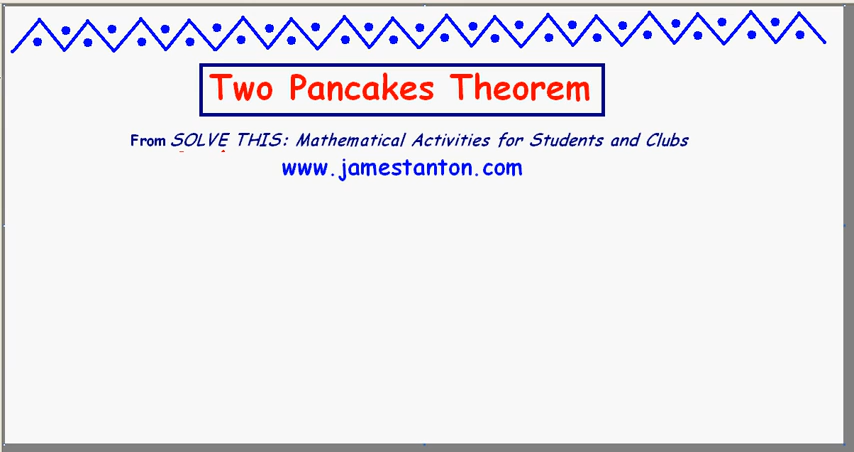 Two Pancakes Theorem
From SOLVE THIS: Mathematical Activities for Students and Clubs
www.jamestanton.com